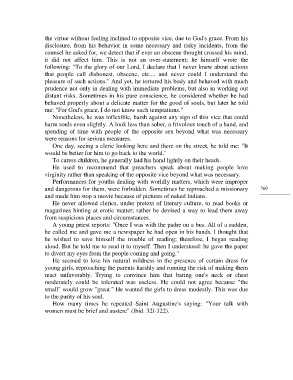 the virtue without feeling inclined to opposite vice, due to God's grace. From his
disclosure, from his behavior in some necessary and risky incidents, from the
counsel he asked for, we detect that if ever an obscene thought crossed his mind,
it did not affect him. This is not an over-statement; he himself wrote the
following: "To the glory of our Lord, I declare that I never knew about actions
that people call dishonest, obscene, etc.... and never could I understand the
pleasure of such actions." And yet, he tortured his body and behaved with much
prudence not only in dealing with immediate problems, but also in working out
distant risks. Sometimes in his pure conscience, he considered whether he had
behaved properly about a delicate matter for the good of souls, but later he told
me: "For God's grace, I do not know such temptations."
Nonetheless, he was inflexible, harsh against any sign of this vice that could
harm souls even slightly. A look less than sober, a frivolous touch of a hand, and
spending of time with people of the opposite sex beyond what was necessary
were reasons for serious measures.
One day, seeing a cleric looking here and there on the street, he told me: "It
would be better for him to go back to the world."
To caress children, he generally laid his hand lightly on their heads.
He used to recommend that preachers speak about making people love
virginity rather than speaking of the opposite vice beyond what was necessary.
Performances for youths dealing with worldly matters, which were improper
and dangerous for them, were forbidden. Sometimes he reproached a missionary
and made him stop a movie because of pictures of naked Indians.
He never allowed clerics, under pretext of literary culture, to read books or
magazines hinting at erotic matter; rather he devised a way to lead them away
from suspicious places and circumstances.
A young priest reports: "Once I was with the padre on a bus. All of a sudden,
he called me and gave me a newspaper he had open in his hands. I thought that
he wished to save himself the trouble of reading; therefore, I began reading
aloud. But he told me to read it to myself. Then I understood: he gave the paper
to divert my eyes from the people coming and going."
He seemed to lose his natural mildness in the presence of certain dress for
young girls, reproaching the parents harshly and running the risk of making them
react unfavorably. Trying to convince him that baring one's neck or chest
moderately could be tolerated was useless. He could not agree because "the
small" would grow "great." He wanted the girls to dress modestly. This was due
to the purity of his soul.
How many times he repeated Saint Augustine's saying: "Your talk with
women must be brief and austere" (Ibid. 321-322).